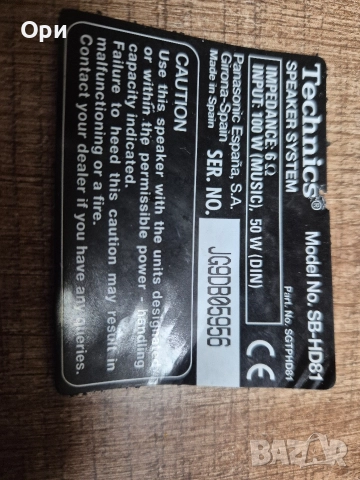 Ори
Technics®
Model No. SB-HD81
SPEAKER SYSTEM
Part. No. SGTPHD81
IMPEDANCE: 6 Ω
INPUT: 100 W (MUSIC) 50 W (DIN)
Panasonic España, S.A.
Girona-Spain
Made in Spain
CE
SER. NO. JG9DB05956
CAUTION
Use this speaker with the units designated
or within the permissible power - handling
capacity indicated.
Failure to heed this caution may result in
malfunctioning or a fire.
Contact your dealer if you have any queries.
BAZAR